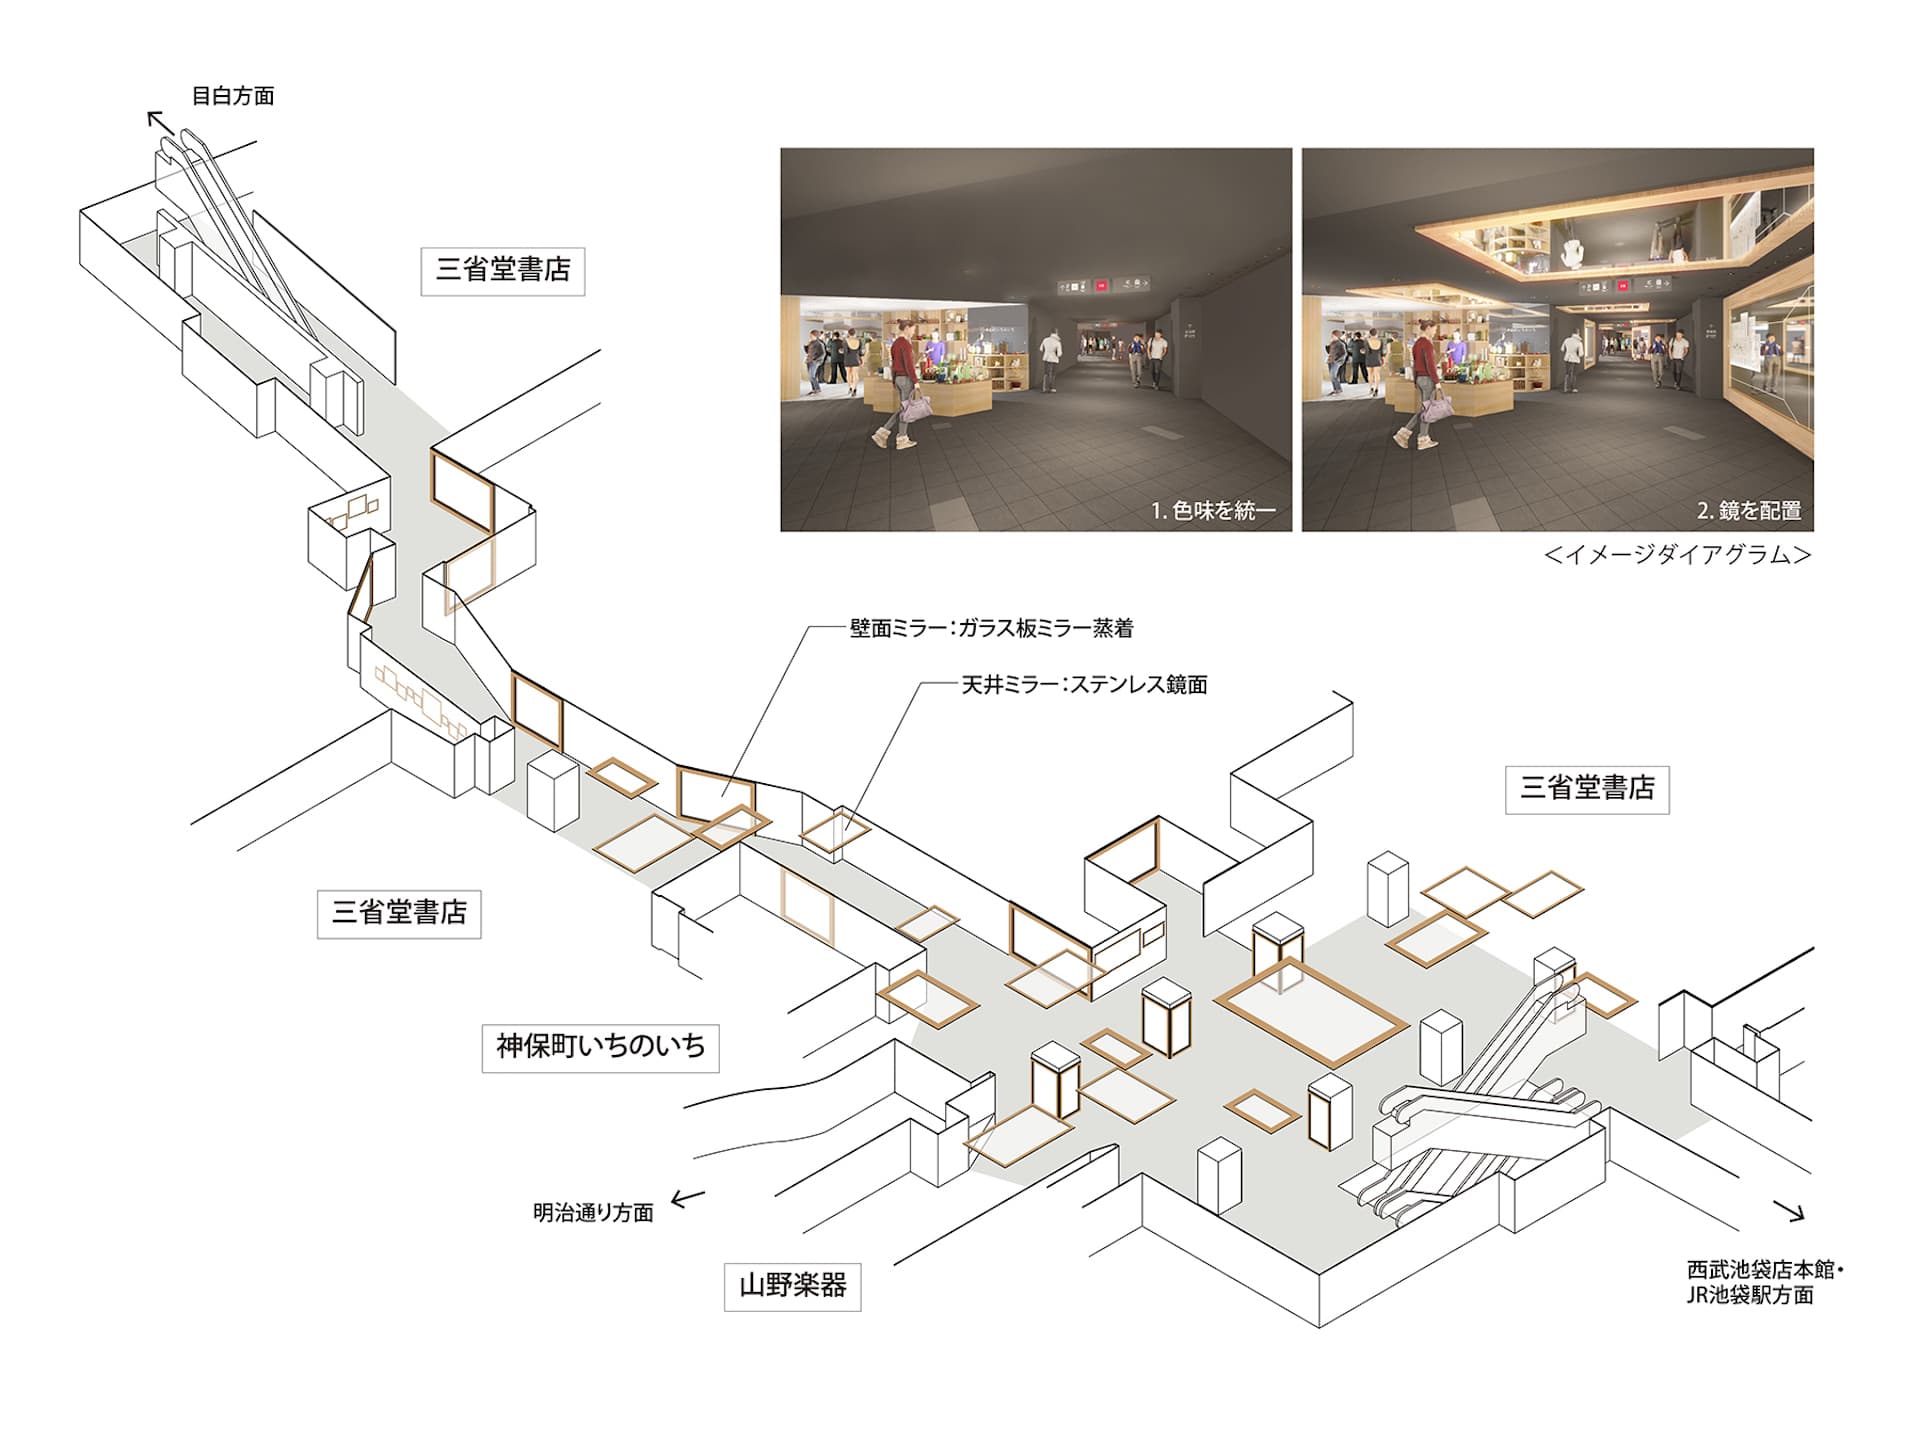 目白方面
三省堂書店
1. 色味を統一
2. 鏡を配置
＜イメージダイアグラム＞
壁面ミラー：ガラス板ミラー蒸着
天井ミラー：ステンレス鏡面
三省堂書店
三省堂書店
神保町いちのいち
明治通り方面
山野楽器
西武池袋店本館・
JR池袋駅方面